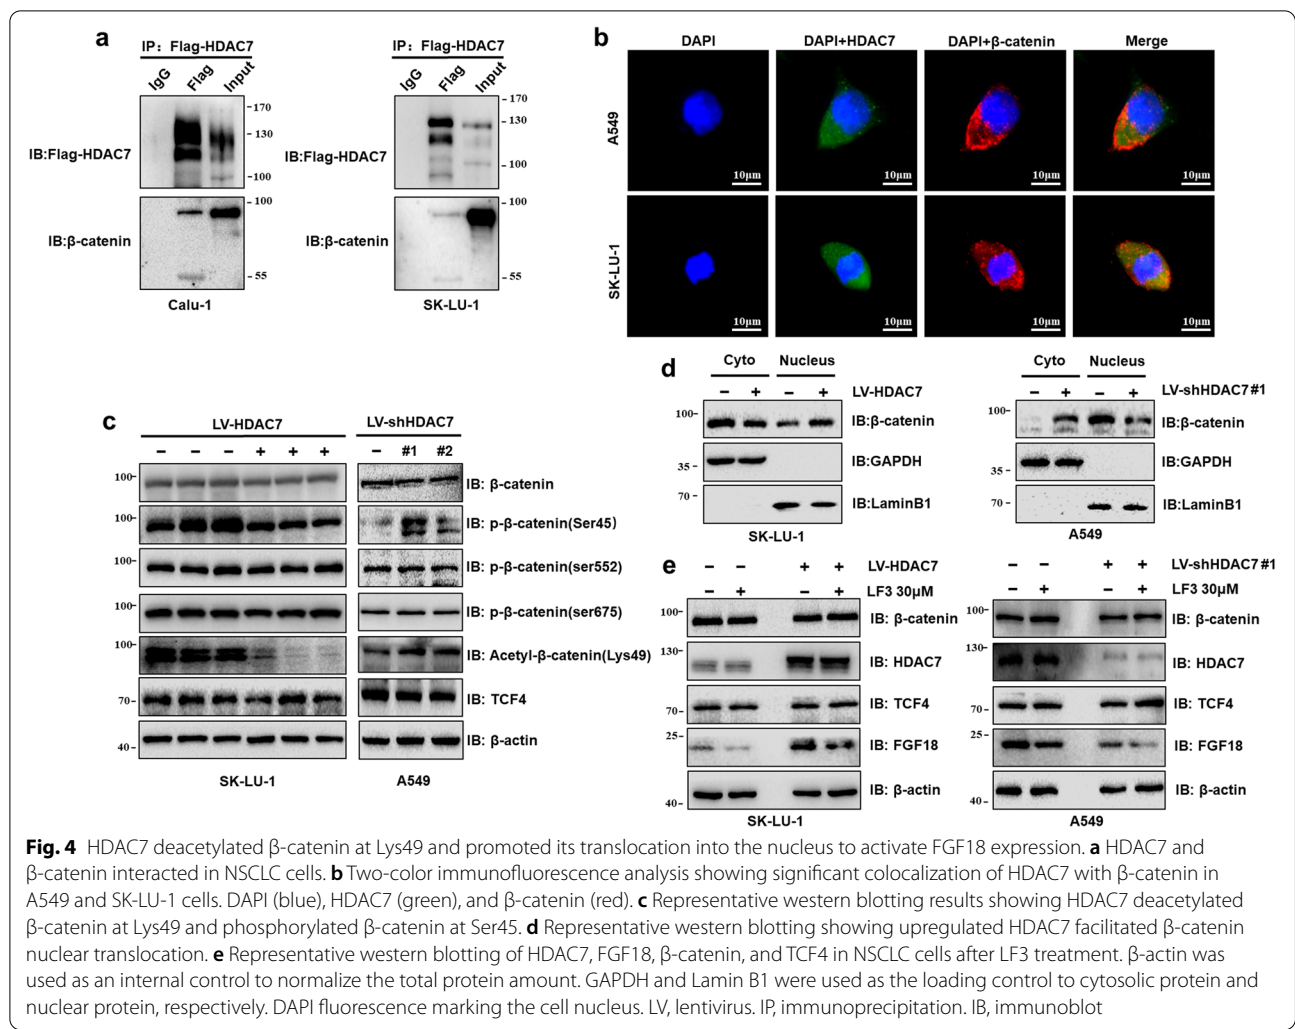 a
IP: Flag-HDAC7
IgG
Flag
Input
170
130
IB:Flag-HDAC7
100
100
IB:β-catenin
55
Calu-1
IP: Flag-HDAC7
IgG
Flag
Input
170
130
IB:Flag-HDAC7
100
100
IB:β-catenin
55
SK-LU-1
b
DAPI DAPI+HDAC7 DAPI+β-catenin Merge
A549
10μm 10μm 10μm 10μm
SK-LU-1
10μm 10μm 10μm 10μm
c
LV-HDAC7 LV-shHDAC7
− − − + + + − #1 #2
100 IB: β-catenin
100 IB: p-β-catenin(Ser45)
100 IB: p-β-catenin(ser552)
100 IB: p-β-catenin(ser675)
100 IB: Acetyl-β-catenin(Lys49)
70 IB: TCF4
40 IB: β-actin
SK-LU-1 A549
d
Cyto Nucleus
− + − + LV-HDAC7
100 IB:β-catenin
35 IB:GAPDH
70 IB:LaminB1
SK-LU-1
Cyto Nucleus
− + − + LV-shHDAC7#1
100 IB:β-catenin
35 IB:GAPDH
70 IB:LaminB1
A549
e
− − + + LV-HDAC7
− + − + LF3 30μM
100 IB: β-catenin
130 IB: HDAC7
70 IB: TCF4
25 IB: FGF18
40 IB: β-actin
SK-LU-1
− − + + LV-shHDAC7#1
− + − + LF3 30μM
100 IB: β-catenin
130 IB: HDAC7
70 IB: TCF4
25 IB: FGF18
40 IB: β-actin
A549
Fig. 4 HDAC7 deacetylated β-catenin at Lys49 and promoted its translocation into the nucleus to activate FGF18 expression. a HDAC7 and
β-catenin interacted in NSCLC cells. b Two-color immunofluorescence analysis showing significant colocalization of HDAC7 with β-catenin in
A549 and SK-LU-1 cells. DAPI (blue), HDAC7 (green), and β-catenin (red). c Representative western blotting results showing HDAC7 deacetylated
β-catenin at Lys49 and phosphorylated β-catenin at Ser45. d Representative western blotting showing upregulated HDAC7 facilitated β-catenin
nuclear translocation. e Representative western blotting of HDAC7, FGF18, β-catenin, and TCF4 in NSCLC cells after LF3 treatment. β-actin was
used as an internal control to normalize the total protein amount. GAPDH and Lamin B1 were used as the loading control to cytosolic protein and
nuclear protein, respectively. DAPI fluorescence marking the cell nucleus. LV, lentivirus. IP, immunoprecipitation. IB, immunoblot